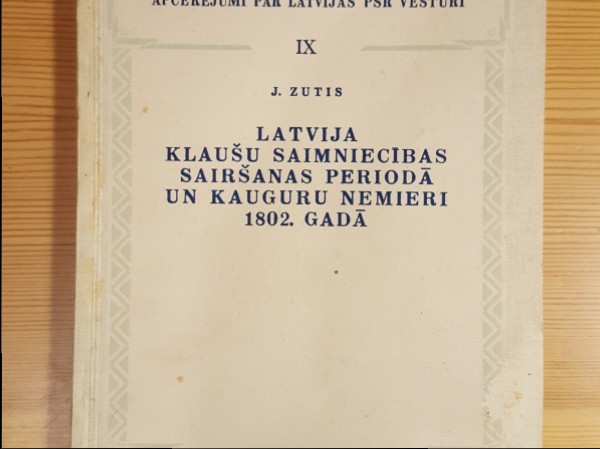 APCERĒJUMI PAR LATVIJAS PSR VĒSTURI
IX
J. ZUTIS
LATVIJA
KLAUŠU SAIMNIECĪBAS
SAIRŠANAS PERIODĀ
UN KAUGURU NEMIERI
1802. GADĀ